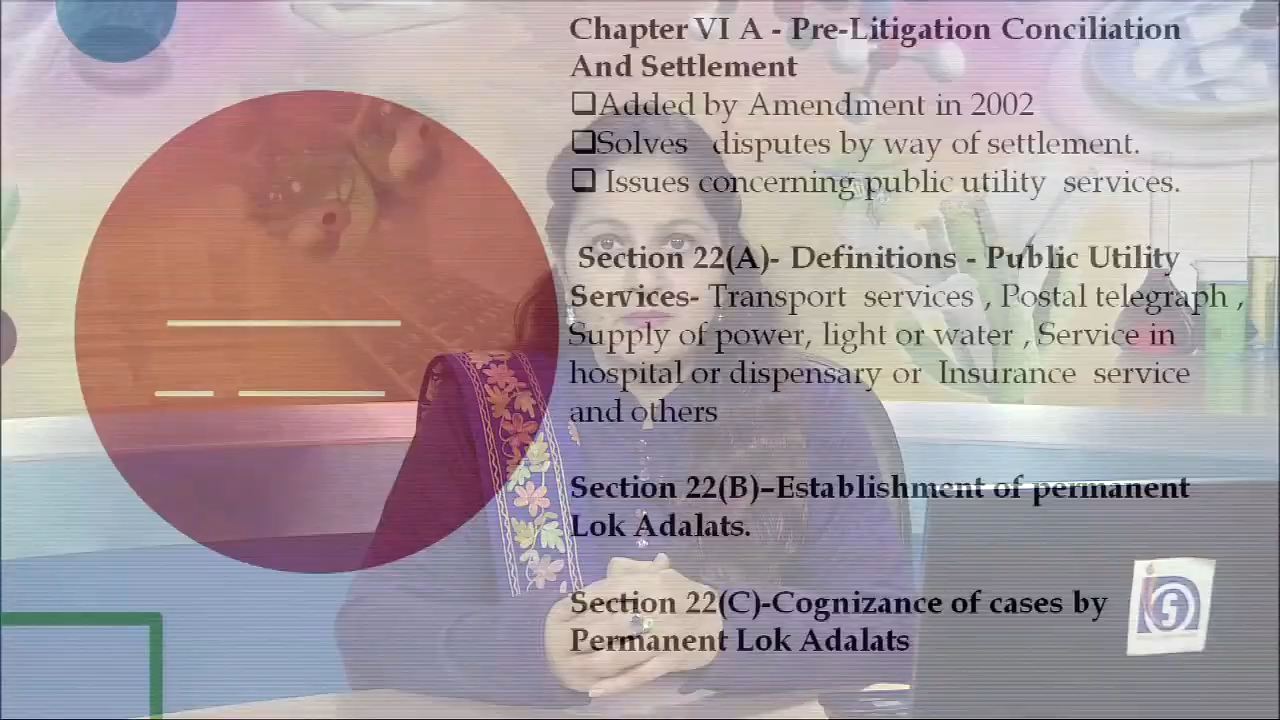 Chapter VI A - Pre-Litigation Conciliation
And Settlement
❑Added by Amendment in 2002
❑Solves disputes by way of settlement.
❑ Issues concerning public utility services.
Section 22(A)- Definitions - Public Utility
Services- Transport services , Postal telegraph ,
Supply of power, light or water , Service in
hospital or dispensary or Insurance service
and others
Section 22(B)–Establishment of permanent
Lok Adalats.
Section 22(C)-Cognizance of cases by
Permanent Lok Adalats